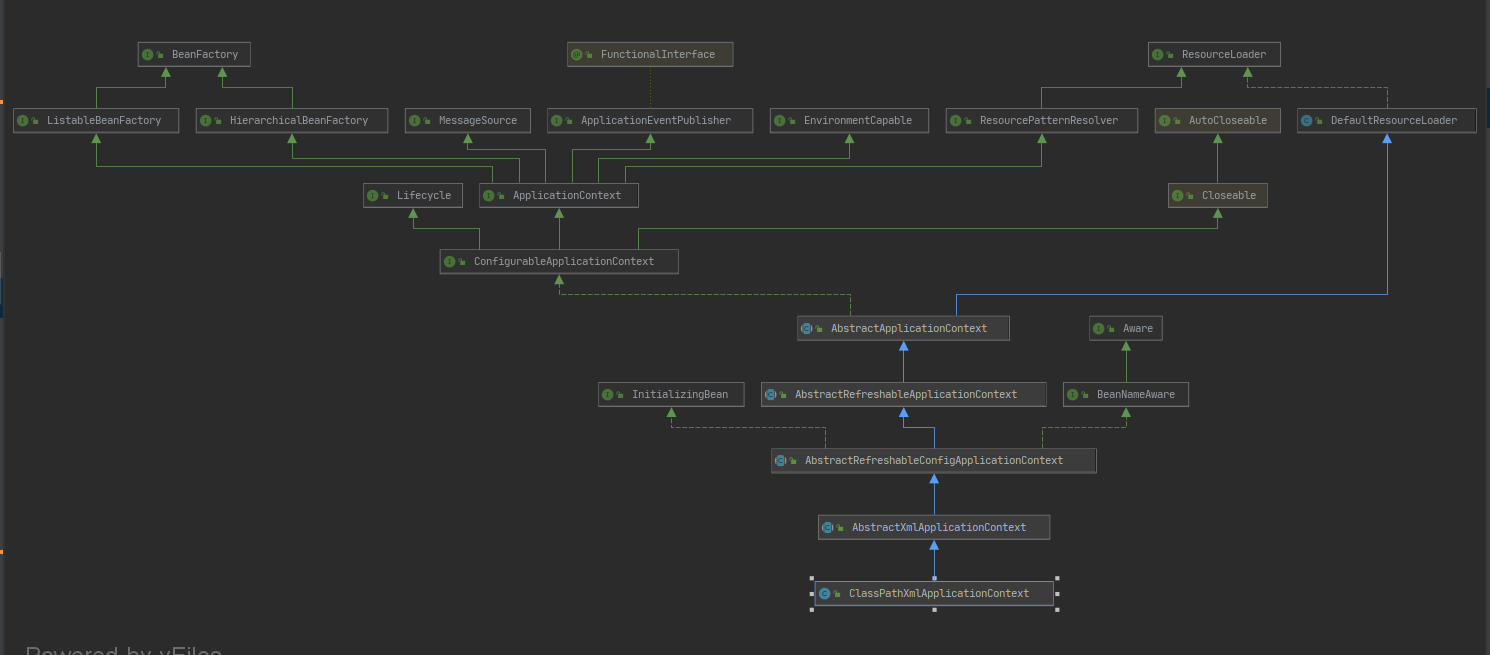 BeanFactory
FunctionalInterface
ResourceLoader
ListableBeanFactory
HierarchicalBeanFactory
MessageSource
ApplicationEventPublisher
EnvironmentCapable
ResourcePatternResolver
AutoCloseable
DefaultResourceLoader
Lifecycle
ApplicationContext
Closeable
ConfigurableApplicationContext
AbstractApplicationContext
Aware
InitializingBean
AbstractRefreshableApplicationContext
BeanNameAware
AbstractRefreshableConfigApplicationContext
AbstractXmlApplicationContext
ClassPathXmlApplicationContext
Powered by yFiles